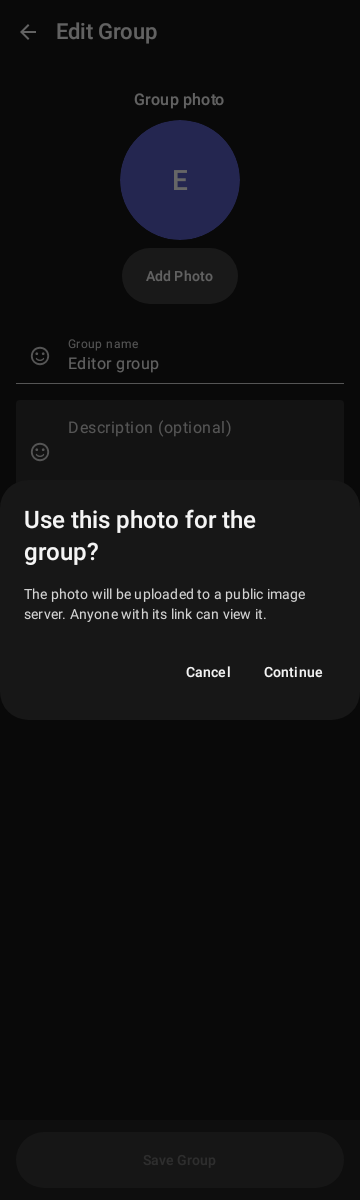 Edit Group
Group photo
E
Add Photo
Group name
Editor group
Description (optional)
Use this photo for the
group?
The photo will be uploaded to a public image
server. Anyone with its link can view it.
Cancel
Continue
Save Group